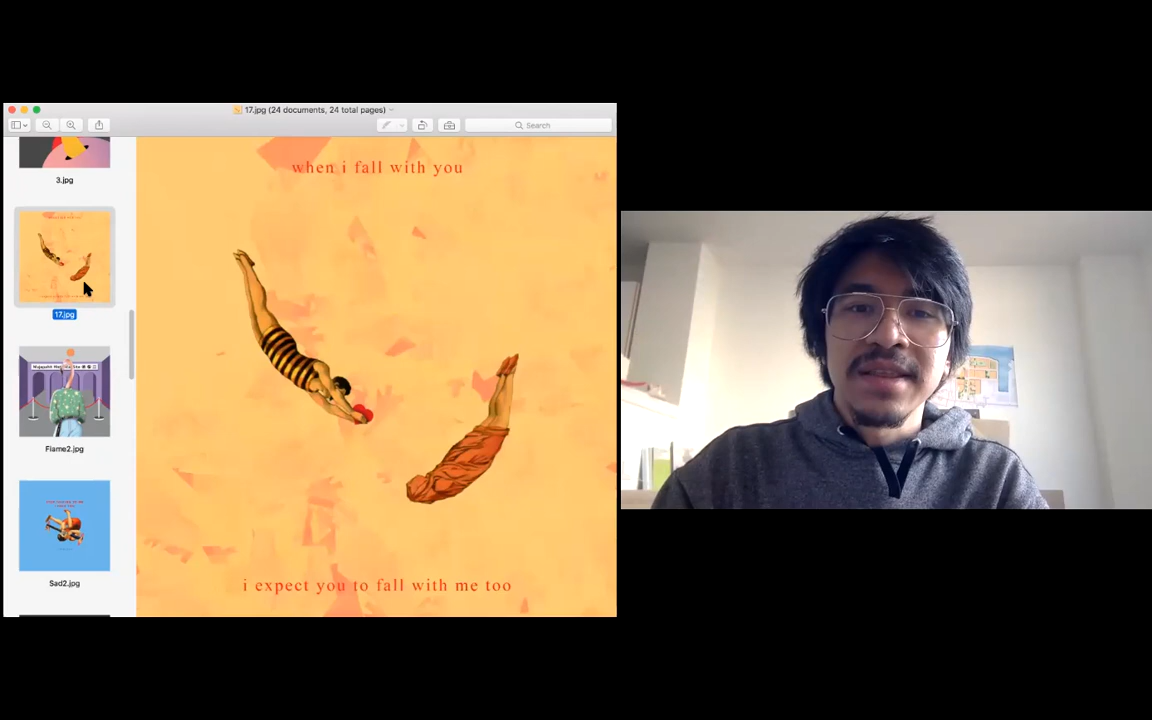 17.jpg (24 documents, 24 total pages)
Search
3.jpg
17.jpg
Flame2.jpg
Sad2.jpg
when i fall with you
i expect you to fall with me too